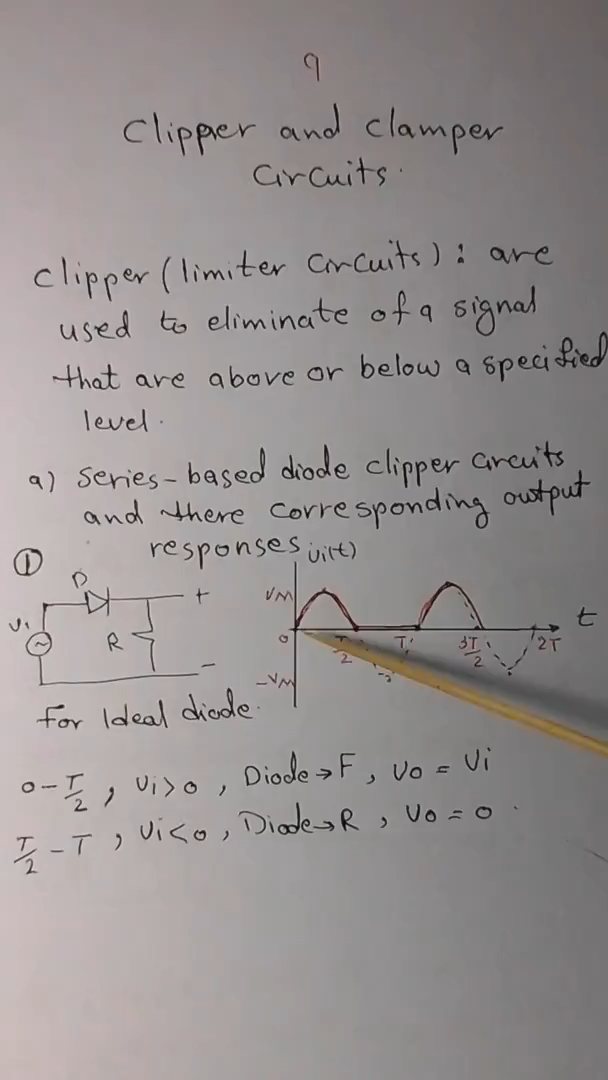 9
Clipper and Clamper
Circuits.
Clipper (limiter Circuits) : are
used to eliminate of a signal
that are above or below a specified
level.
a) series-based diode clipper circuits
and there corresponding output
responses
①
D
Vi
R
+
-
Vi(t)
VM
0
-VM
T/2
T
3T/2
2T
t
for Ideal diode.
0-T/2, Vi>0, Diode→F, Vo = Vi
T/2-T, Vi<0, Diode→R, Vo=0.